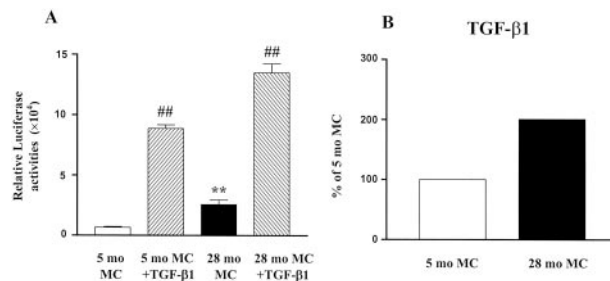 A
Relative Luciferase
activities (×10⁴)
15
10
5
0
##
**
##
5 mo
MC
5 mo MC
+TGF-β1
28 mo
MC
28 mo MC
+TGF-β1
B
TGF-β1
% of 5 mo MC
300
200
100
0
5 mo MC
28 mo MC